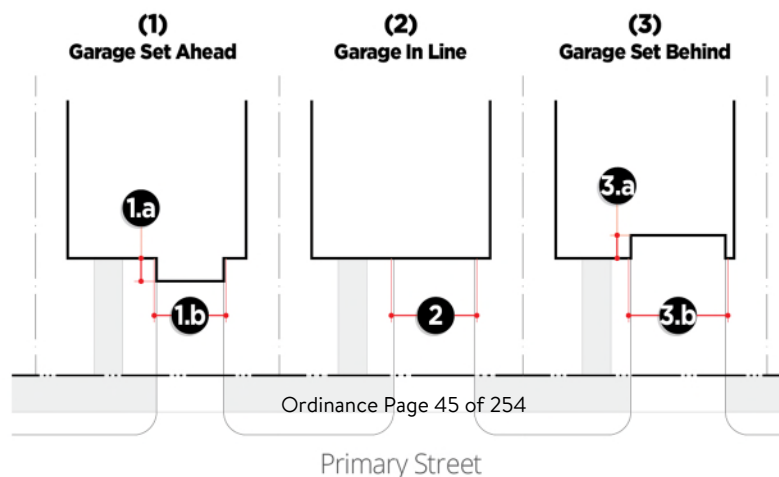 (1)
Garage Set Ahead
(2)
Garage In Line
(3)
Garage Set Behind
1.a
3.a
1.b
2
3.b
Ordinance Page 45 of 254
Primary Street